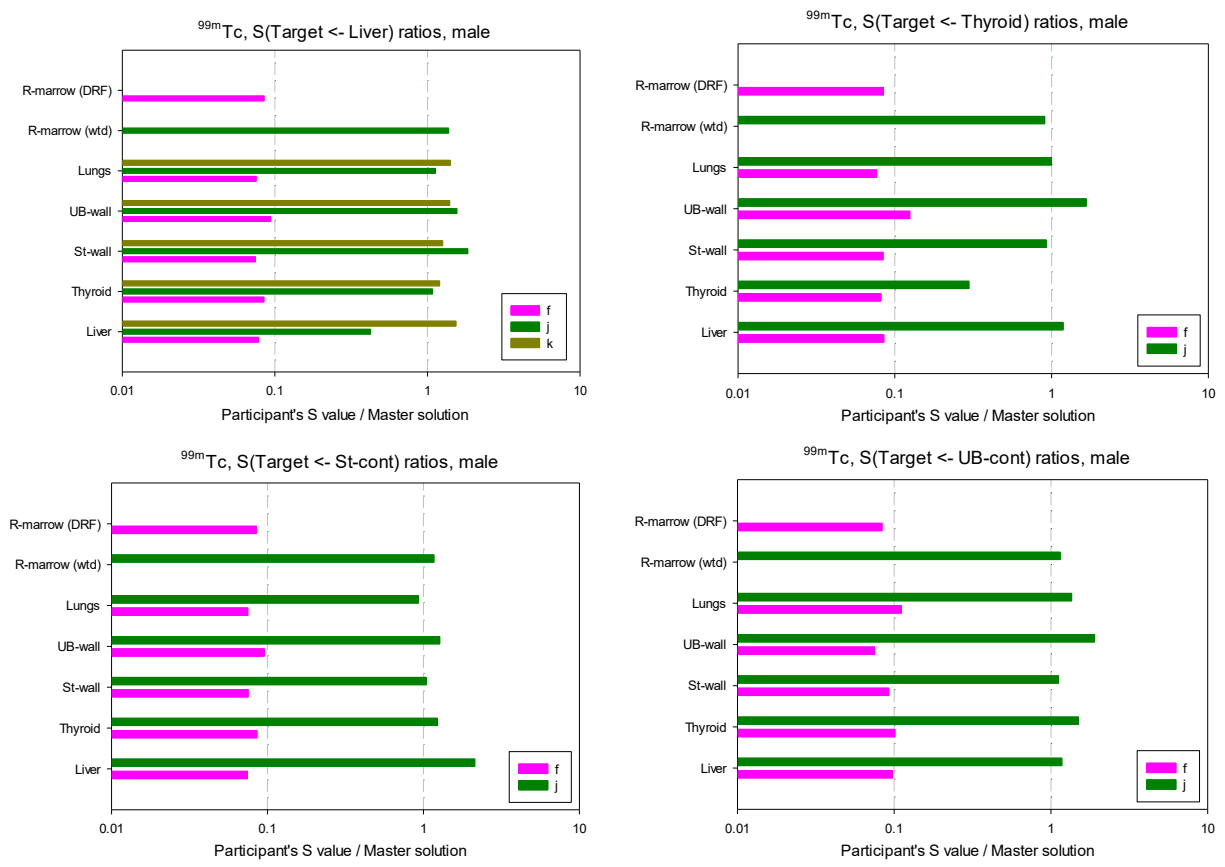 ⁹⁹ᵐTc, S(Target <- Liver) ratios, male
R-marrow (DRF)
R-marrow (wtd)
Lungs
UB-wall
St-wall
Thyroid
Liver
f
j
k
0.01 0.1 1 10
Participant's S value / Master solution
⁹⁹ᵐTc, S(Target <- Thyroid) ratios, male
R-marrow (DRF)
R-marrow (wtd)
Lungs
UB-wall
St-wall
Thyroid
Liver
f
j
0.01 0.1 1 10
Participant's S value / Master solution
⁹⁹ᵐTc, S(Target <- St-cont) ratios, male
R-marrow (DRF)
R-marrow (wtd)
Lungs
UB-wall
St-wall
Thyroid
Liver
f
j
0.01 0.1 1 10
Participant's S value / Master solution
⁹⁹ᵐTc, S(Target <- UB-cont) ratios, male
R-marrow (DRF)
R-marrow (wtd)
Lungs
UB-wall
St-wall
Thyroid
Liver
f
j
0.01 0.1 1 10
Participant's S value / Master solution